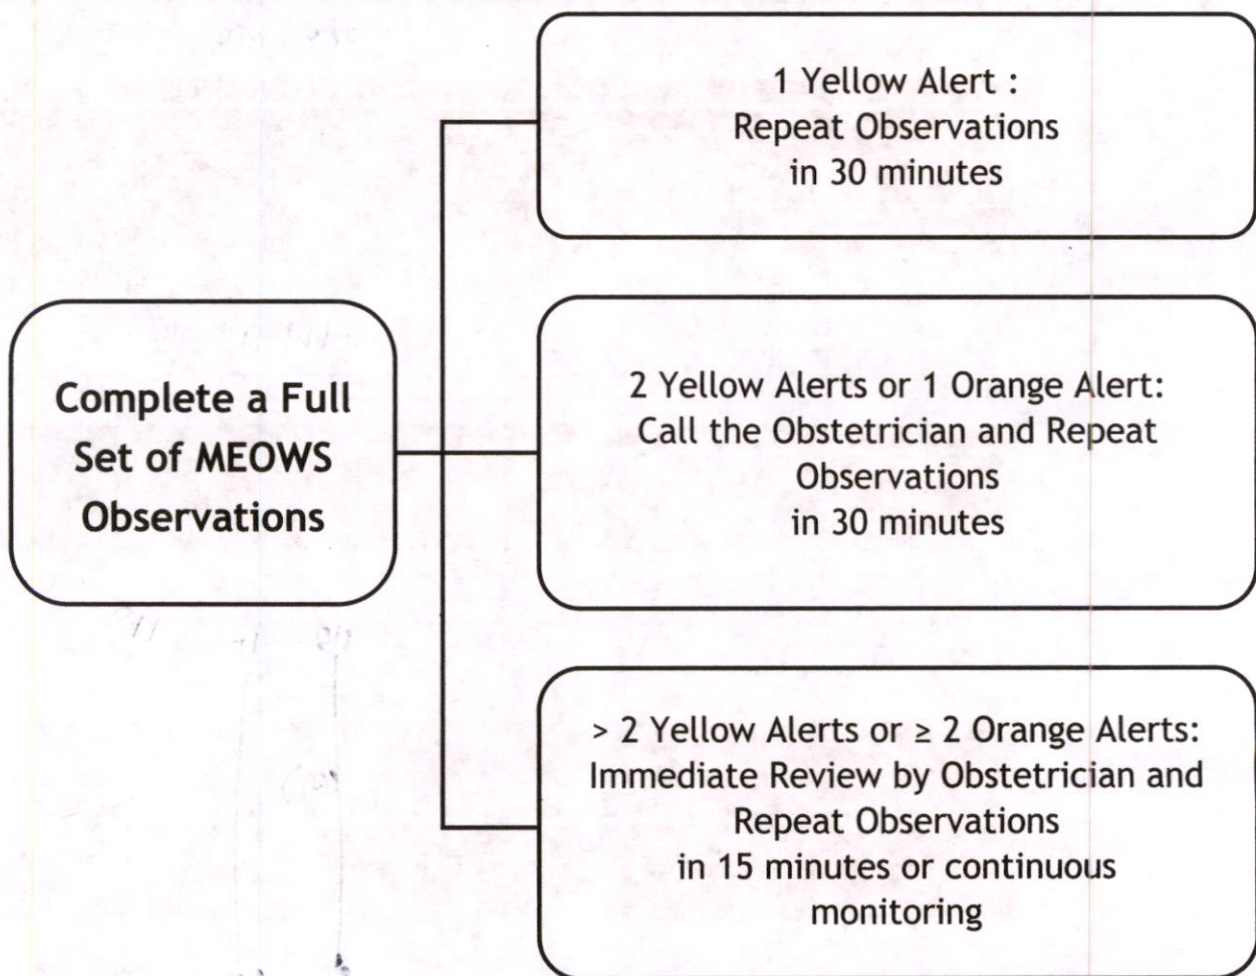 1 Yellow Alert :
Repeat Observations
in 30 minutes
Complete a Full
Set of MEOWS
Observations
2 Yellow Alerts or 1 Orange Alert:
Call the Obstetrician and Repeat
Observations
in 30 minutes
> 2 Yellow Alerts or ≥ 2 Orange Alerts:
Immediate Review by Obstetrician and
Repeat Observations
in 15 minutes or continuous
monitoring